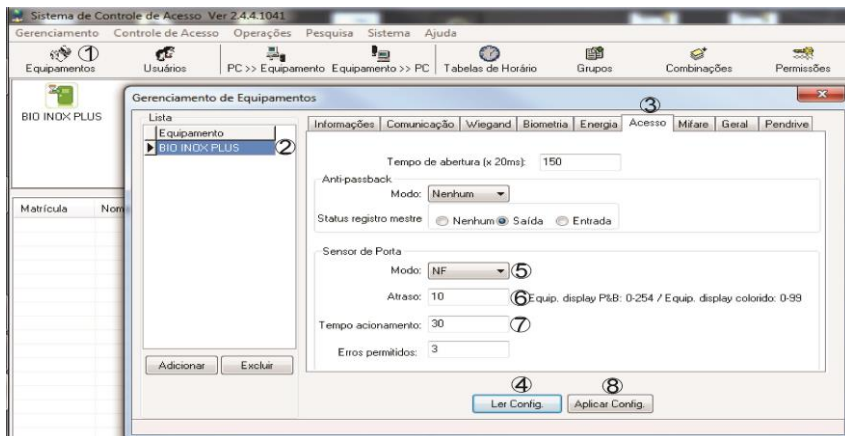 Sistema de Controle de Acesso Ver 2.4.4.1041
Gerenciamento Controle de Acesso Operações Pesquisa Sistema Ajuda
①
Equipamentos Usuários PC >> Equipamento Equipamento >> PC Tabelas de Horário Grupos Combinações Permissões
BIO INOX PLUS
Gerenciamento de Equipamentos
③
Lista
Informações Comunicação Wiegand Biometria Energia Acesso Mifare Geral Pendrive
Equipamento
BIO INOX PLUS ②
Tempo de abertura (x 20ms): 150
Anti-passback
Modo: Nenhum
Status registro mestre Nenhum Saída Entrada
Matrícula
Sensor de Porta
Modo: NF ⑤
Atraso: 10 ⑥ Equip. display P&B: 0-254 / Equip. display colorido: 0-99
Tempo acionamento: 30 ⑦
Erros permitidos: 3
Adicionar Excluir
④ ⑧
Ler Config. Aplicar Config.